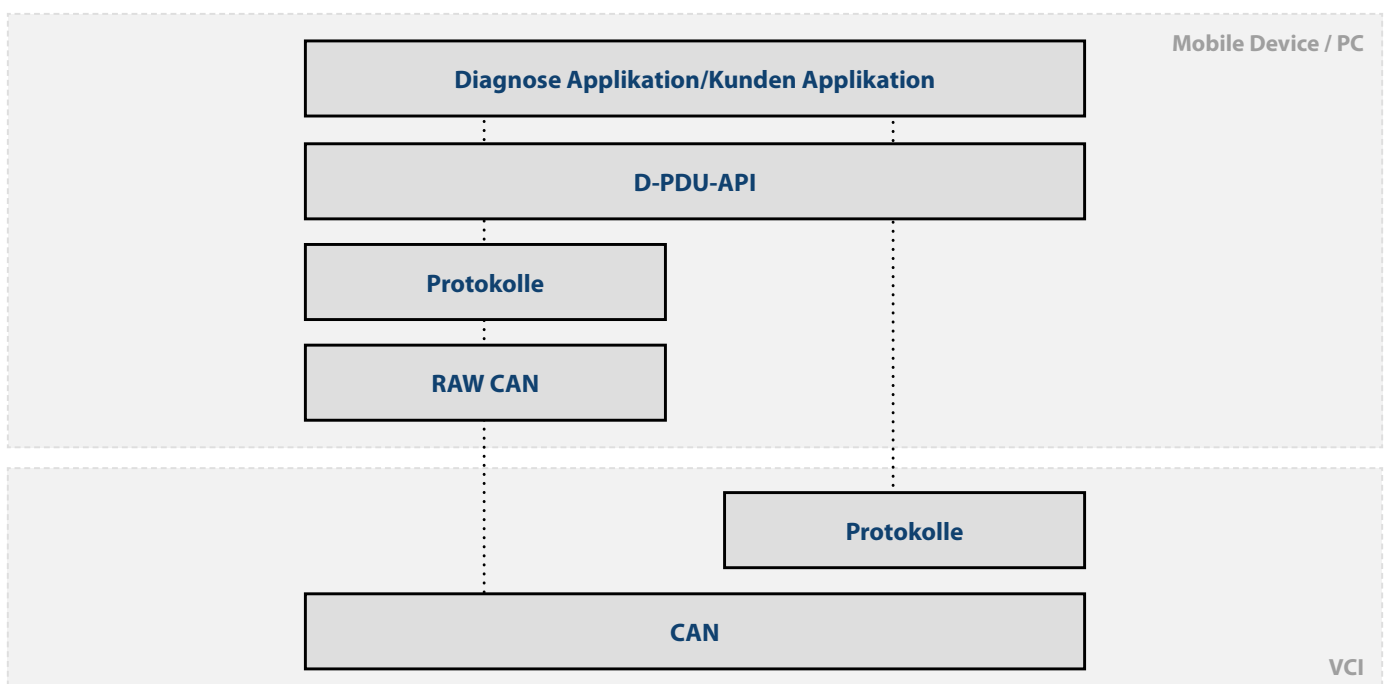 Mobile Device / PC
Diagnose Applikation/Kunden Applikation
D-PDU-API
Protokolle
RAW CAN
Protokolle
CAN
VCI